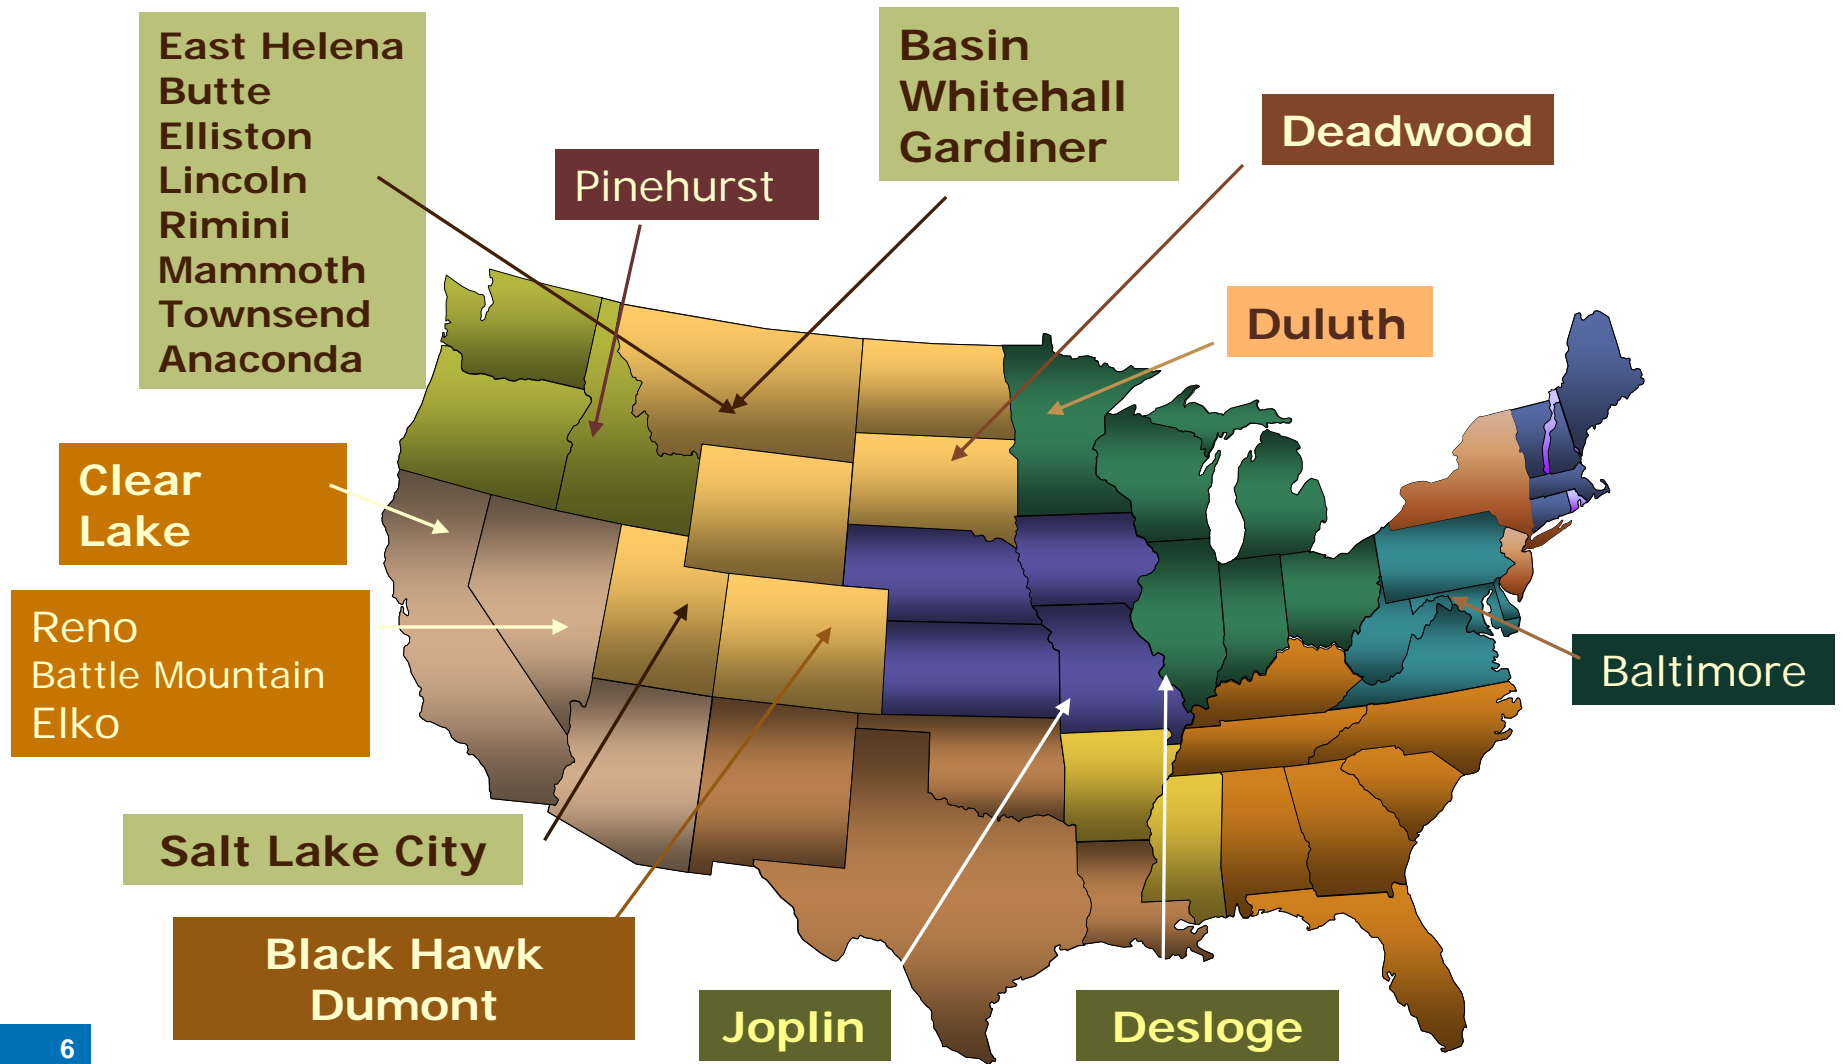 East Helena
Butte
Elliston
Lincoln
Rimini
Mammoth
Townsend
Anaconda
Basin
Whitehall
Gardiner
Deadwood
Pinehurst
Duluth
Clear
Lake
Reno
Battle Mountain
Elko
Baltimore
Salt Lake City
Black Hawk
Dumont
Joplin
Desloge
6